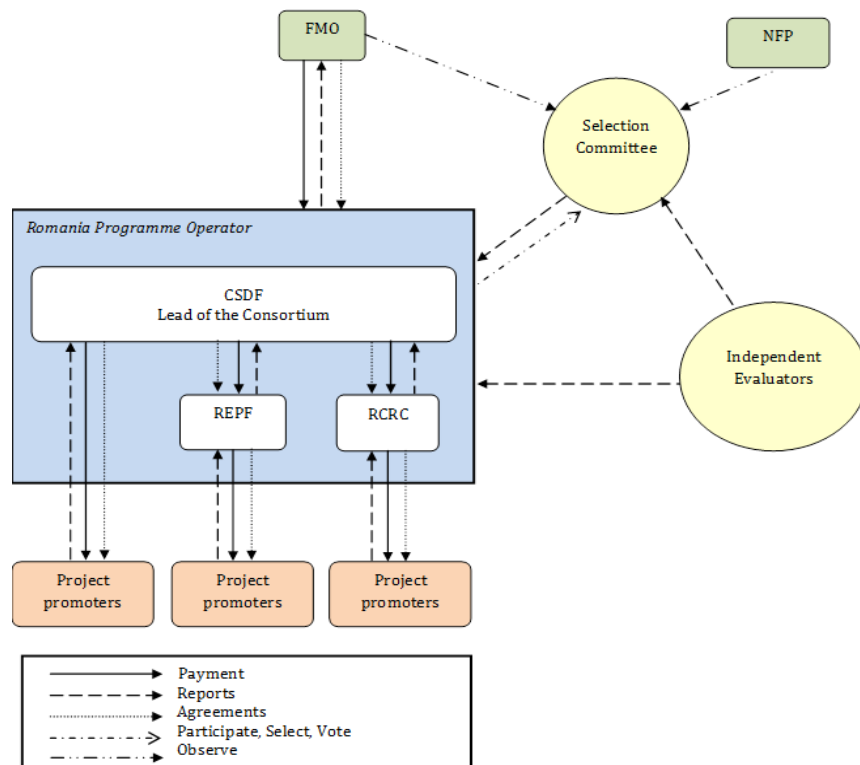 FMO
NFP
Selection
Committee
Romania Programme Operator
CSDF
Lead of the Consortium
Independent
Evaluators
REPF
RCRC
Project
promoters
Project
promoters
Project
promoters
Payment
Reports
Agreements
Participate, Select, Vote
Observe